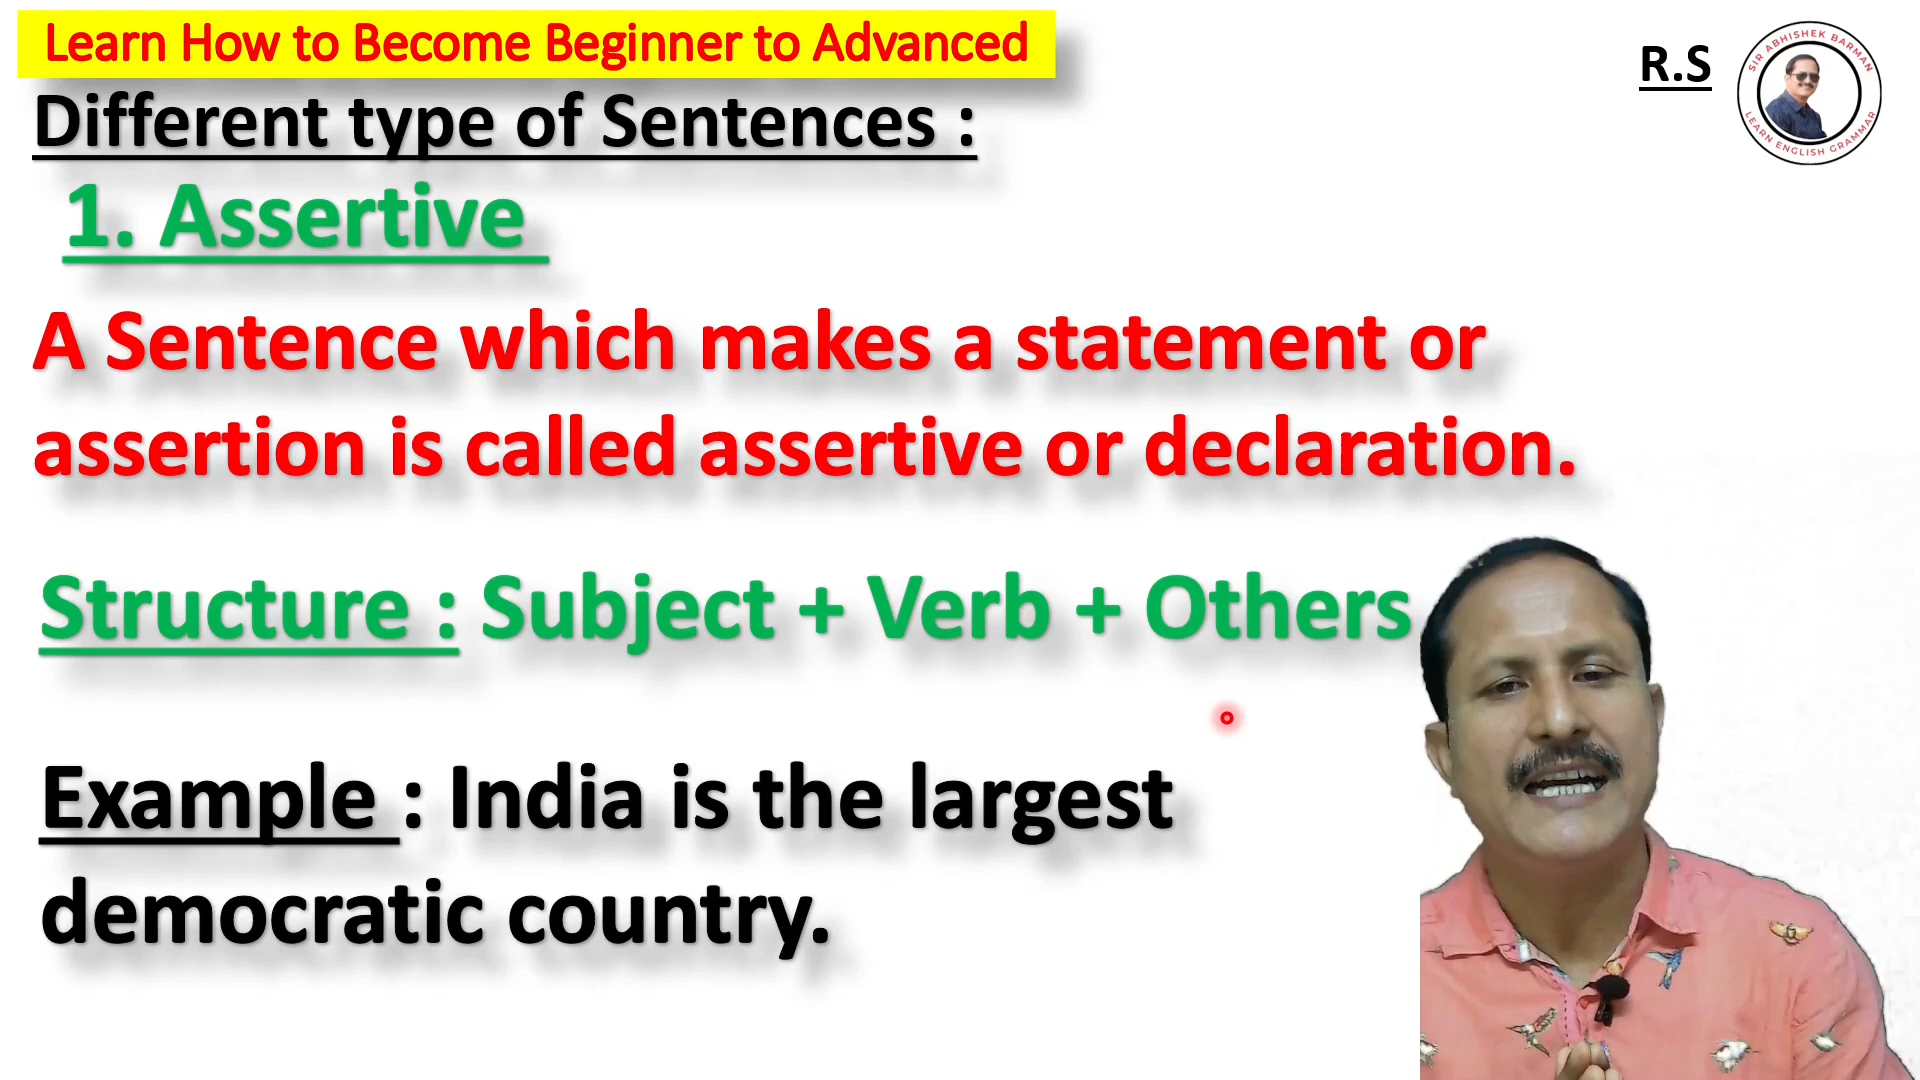 Learn How to Become Beginner to Advanced
R.S
SIR ABHISHEK BARMAN
LEARN ENGLISH GRAMMAR
Different type of Sentences :
1. Assertive
A Sentence which makes a statement or
assertion is called assertive or declaration.
Structure : Subject + Verb + Others
Example : India is the largest
democratic country.